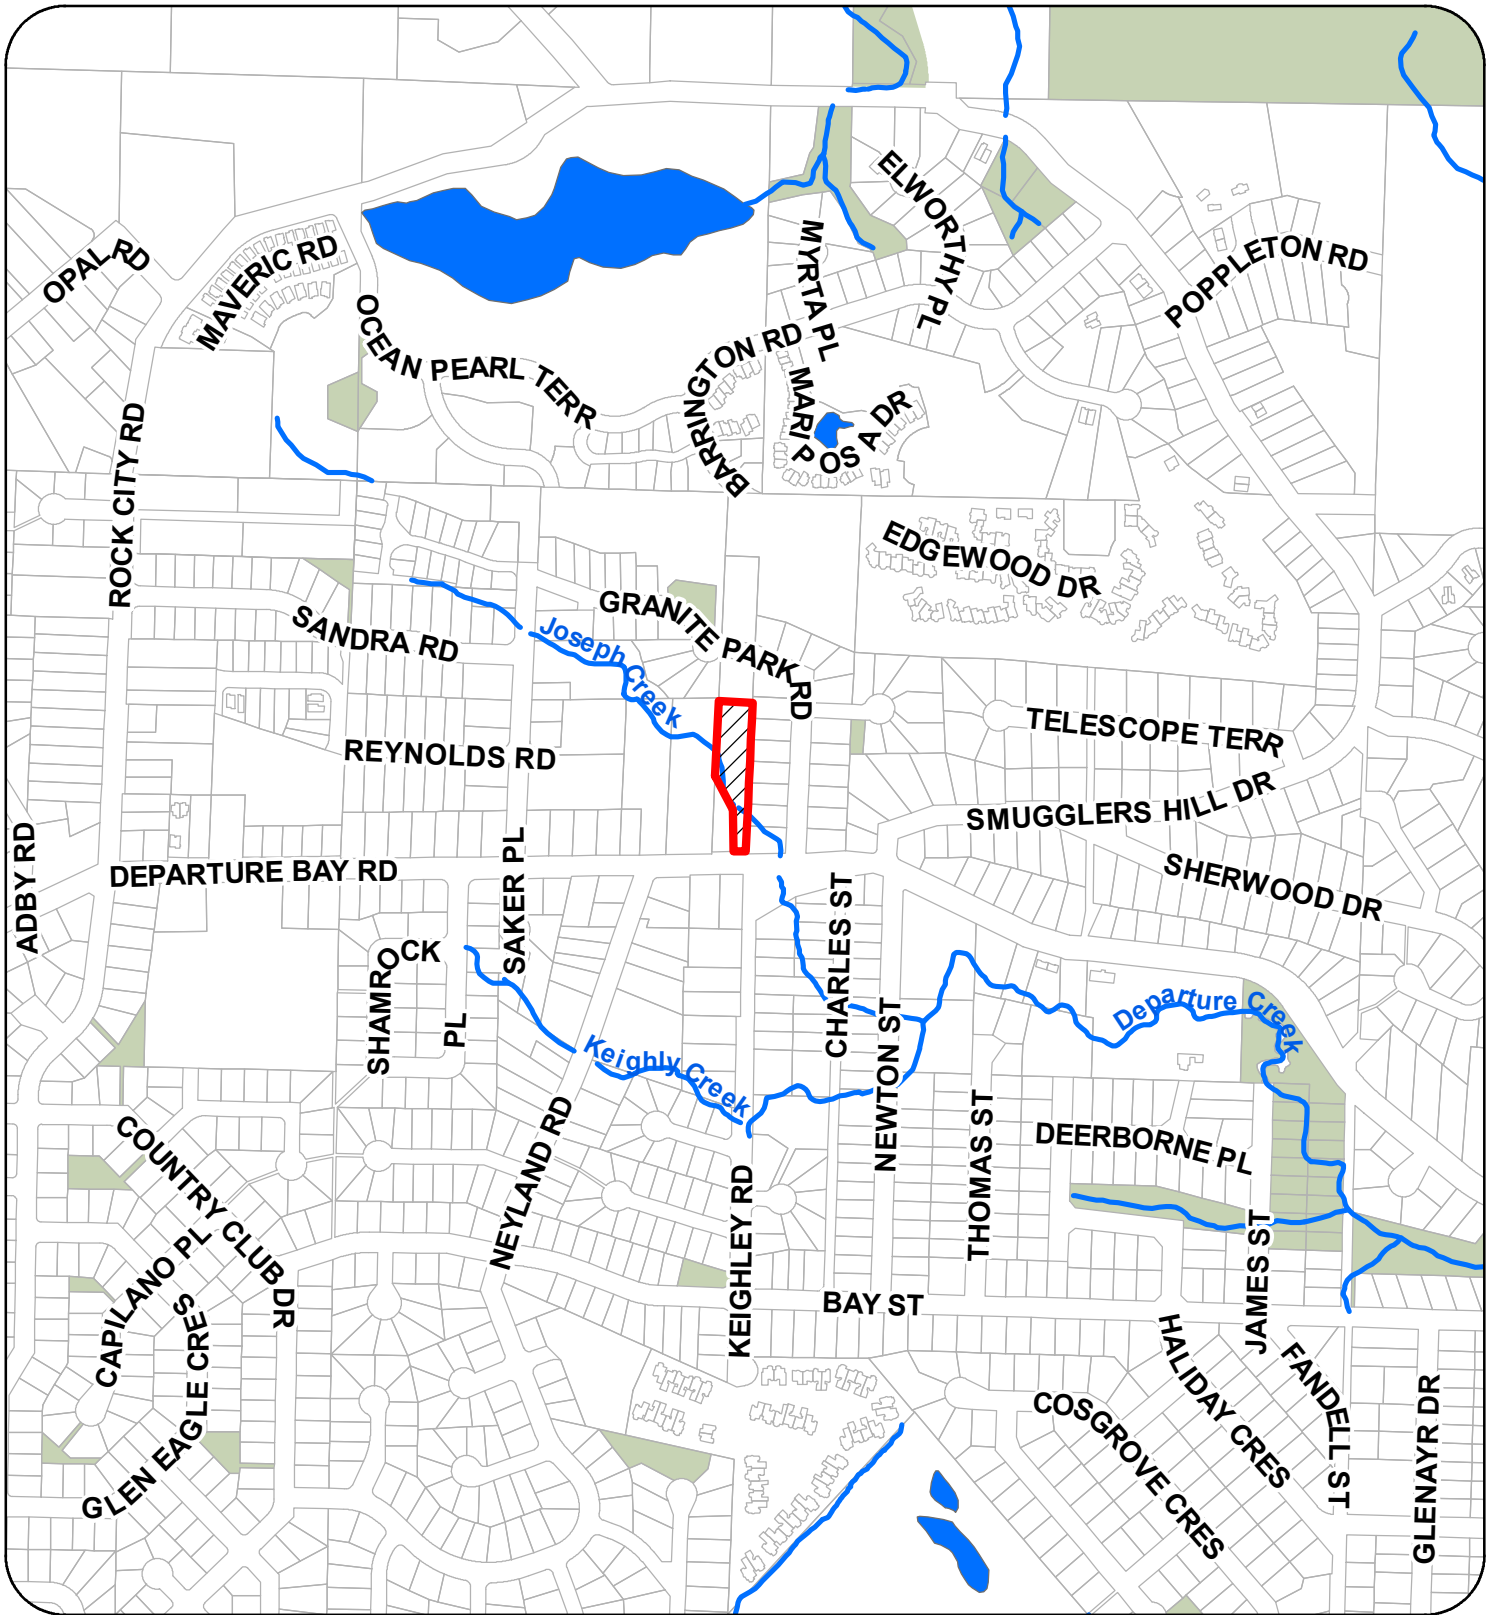 ELWORTHY PL
MYRTA PL
OPAL RD
MAVERIC RD
POPPLETON RD
OCEAN PEARL TERR
BARRINGTON RD
MARIPOSA DR
ROCK CITY RD
EDGEWOOD DR
GRANITE PARK RD
SANDRA RD
Joseph Creek
TELESCOPE TERR
REYNOLDS RD
SMUGGLERS HILL DR
ADBY RD
DEPARTURE BAY RD
SAKER PL
CHARLES ST
SHERWOOD DR
SHAMROCK PL
Departure Creek
Keighly Creek
NEWTON ST
THOMAS ST
DEERBORNE PL
COUNTRY CLUB DR
NEYLAND RD
KEIGHLEY RD
CAPILANO PL
JAMES ST
BAY ST
GLEN EAGLE CRES
HALIDAY CRES
FANDELL ST
COSGROVE CRES
GLENAYR DR